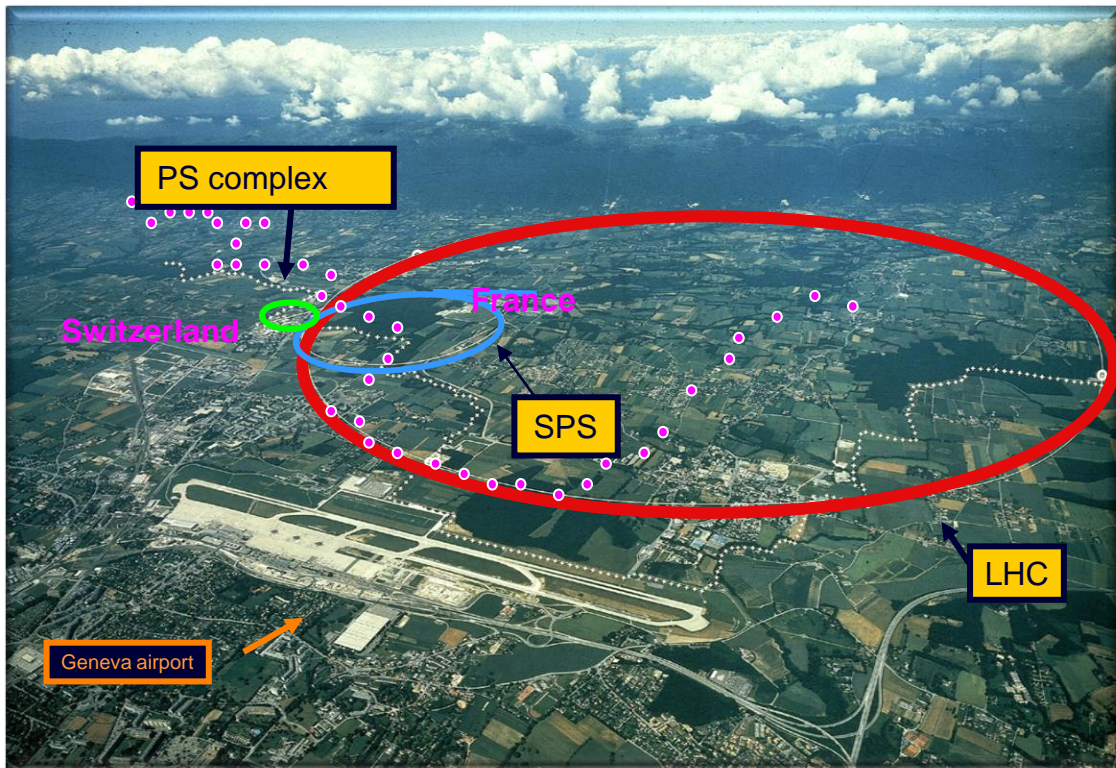 PS complex
France
Switzerland
SPS
LHC
Geneva airport